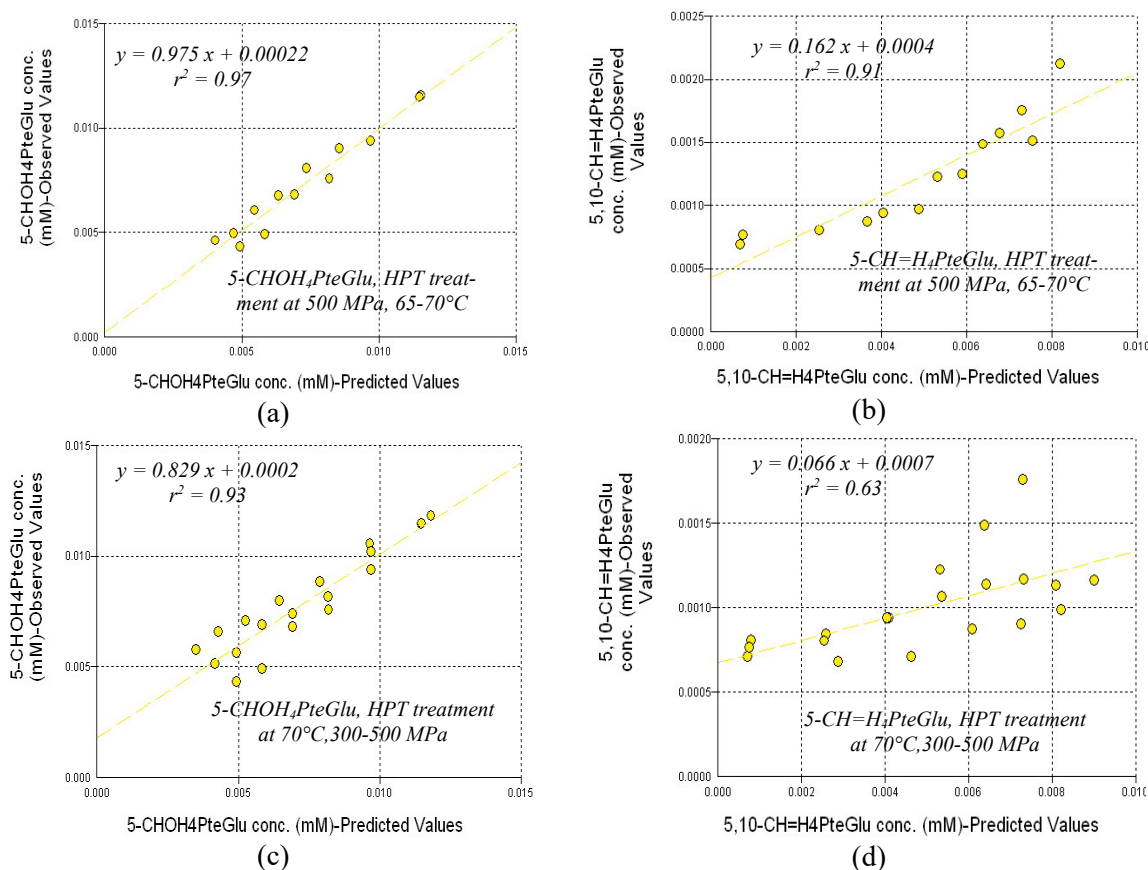 0.015
0.010
0.005
0.000
5-CHOH4PteGlu conc.
(mM)-Observed Values
y = 0.975 x + 0.00022
r² = 0.97
5-CHOH₄PteGlu, HPT treat-
ment at 500 MPa, 65-70°C
0.000 0.005 0.010 0.015
5-CHOH4PteGlu conc. (mM)-Predicted Values
(a)
0.0025
0.0020
0.0015
0.0010
0.0005
0.0000
5,10-CH=H4PteGlu
conc. (mM)-Observed
Values
y = 0.162 x + 0.0004
r² = 0.91
5-CH=H₄PteGlu, HPT treat-
ment at 500 MPa, 65-70°C
0.000 0.002 0.004 0.006 0.008 0.010
5,10-CH=H4PteGlu conc. (mM)-Predicted Values
(b)
0.015
0.010
0.005
0.000
5-CHOH4PteGlu conc.
(mM)-Observed Values
y = 0.829 x + 0.0002
r² = 0.93
5-CHOH₄PteGlu, HPT treatment
at 70°C,300-500 MPa
0.000 0.005 0.010 0.015
5-CHOH4PteGlu conc. (mM)-Predicted Values
(c)
0.0020
0.0015
0.0010
0.0005
0.0000
5,10-CH=H4PteGlu
conc. (mM)-Observed
Values
y = 0.066 x + 0.0007
r² = 0.63
5-CH=H₄PteGlu, HPT treatment
at 70°C,300-500 MPa
0.000 0.002 0.004 0.006 0.008 0.010
5,10-CH=H4PteGlu conc. (mM)-Predicted Values
(d)